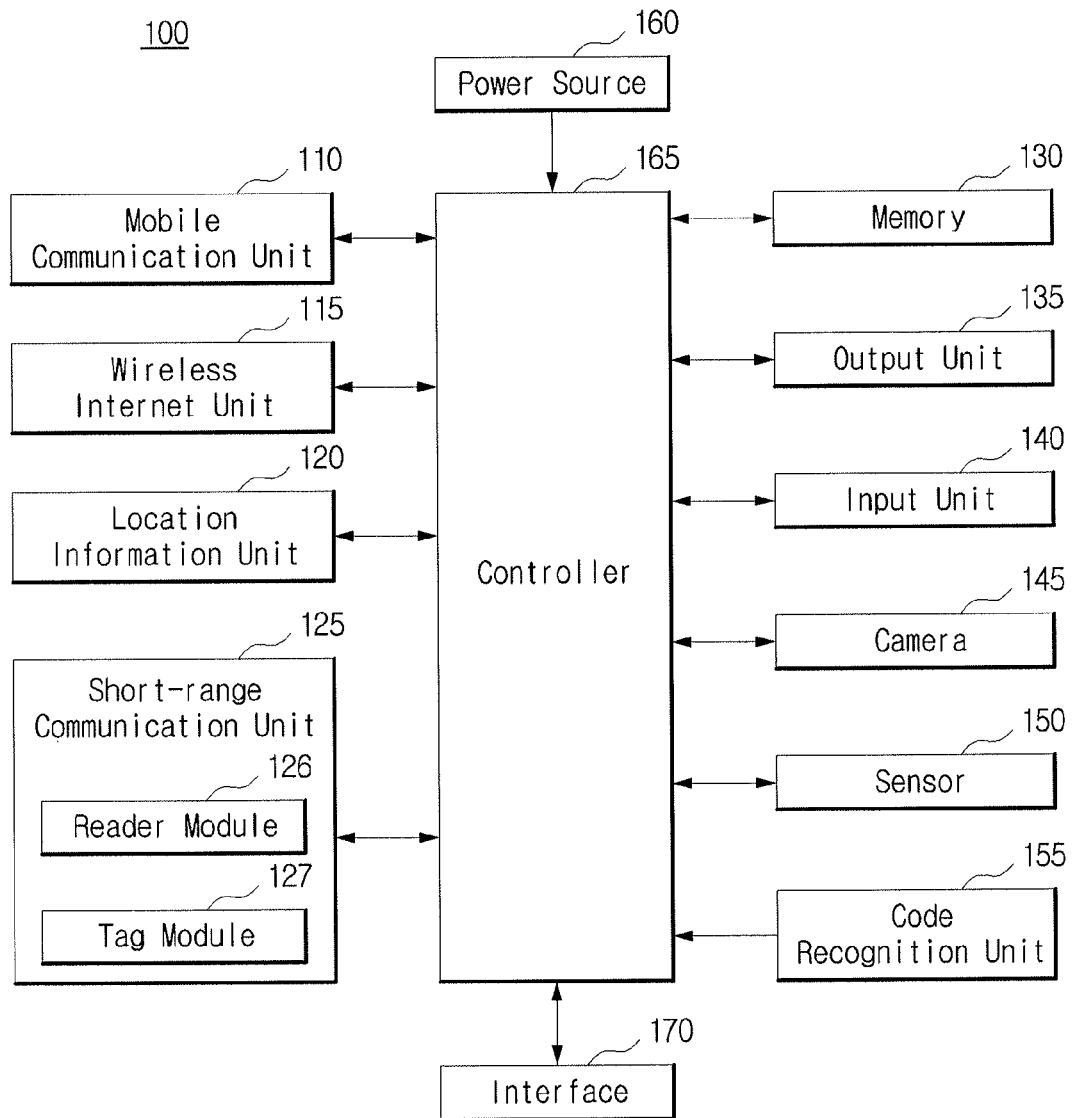 100
160
Power Source
110
Mobile
Communication Unit
115
Wireless
Internet Unit
120
Location
Information Unit
125
Short-range
Communication Unit
126
Reader Module
127
Tag Module
165
Controller
130
Memory
135
Output Unit
140
Input Unit
145
Camera
150
Sensor
155
Code
Recognition Unit
170
Interface